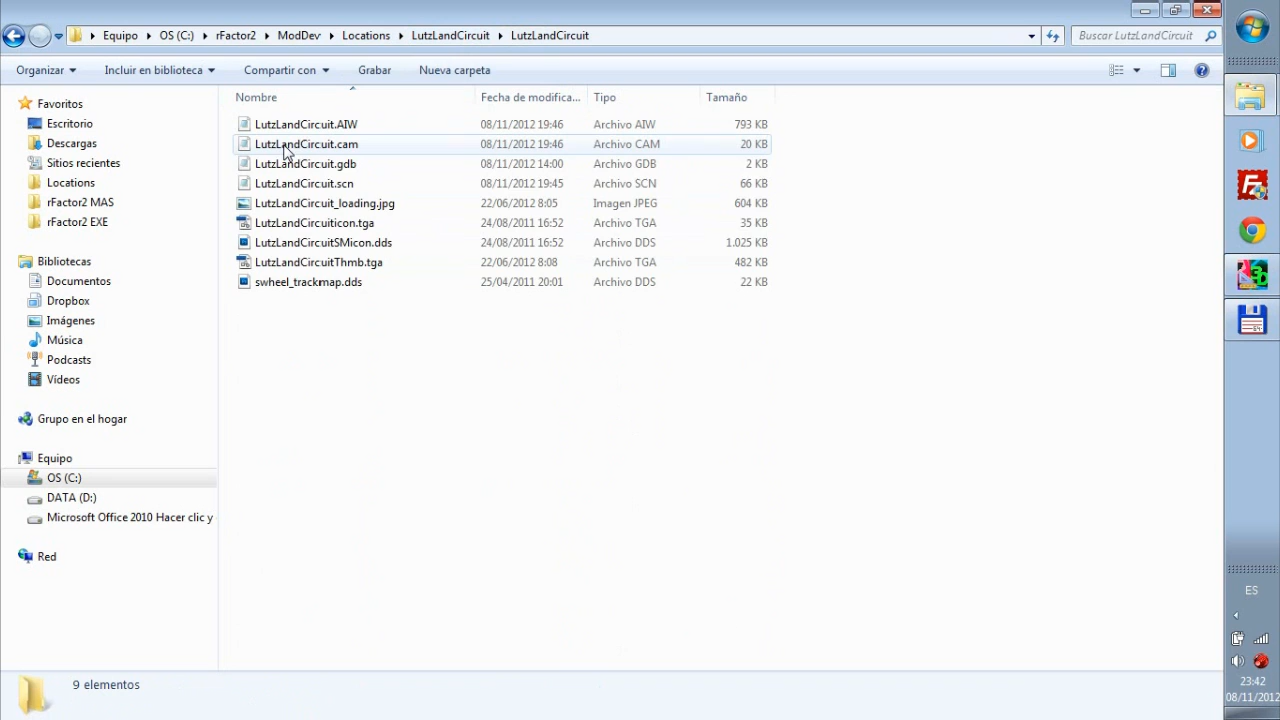 Equipo ▸ OS (C:) ▸ rFactor2 ▸ ModDev ▸ Locations ▸ LutzLandCircuit ▸ LutzLandCircuit
Buscar LutzLandCircuit
Organizar
Incluir en biblioteca
Compartir con
Grabar
Nueva carpeta
Favoritos
Escritorio
Descargas
Sitios recientes
Locations
rFactor2 MAS
rFactor2 EXE
Bibliotecas
Documentos
Dropbox
Imágenes
Música
Podcasts
Vídeos
Grupo en el hogar
Equipo
OS (C:)
DATA (D:)
Microsoft Office 2010 Hacer clic y
Red
Nombre Fecha de modifica... Tipo Tamaño
LutzLandCircuit.AIW 08/11/2012 19:46 Archivo AIW 793 KB
LutzLandCircuit.cam 08/11/2012 19:46 Archivo CAM 20 KB
LutzLandCircuit.gdb 08/11/2012 14:00 Archivo GDB 2 KB
LutzLandCircuit.scn 08/11/2012 19:45 Archivo SCN 66 KB
LutzLandCircuit_loading.jpg 22/06/2012 8:05 Imagen JPEG 604 KB
LutzLandCircuiticon.tga 24/08/2011 16:52 Archivo TGA 35 KB
LutzLandCircuitSMicon.dds 24/08/2011 16:52 Archivo DDS 1.025 KB
LutzLandCircuitThmb.tga 22/06/2012 8:08 Archivo TGA 482 KB
swheel_trackmap.dds 25/04/2011 20:01 Archivo DDS 22 KB
9 elementos
ES
23:42
08/11/2012